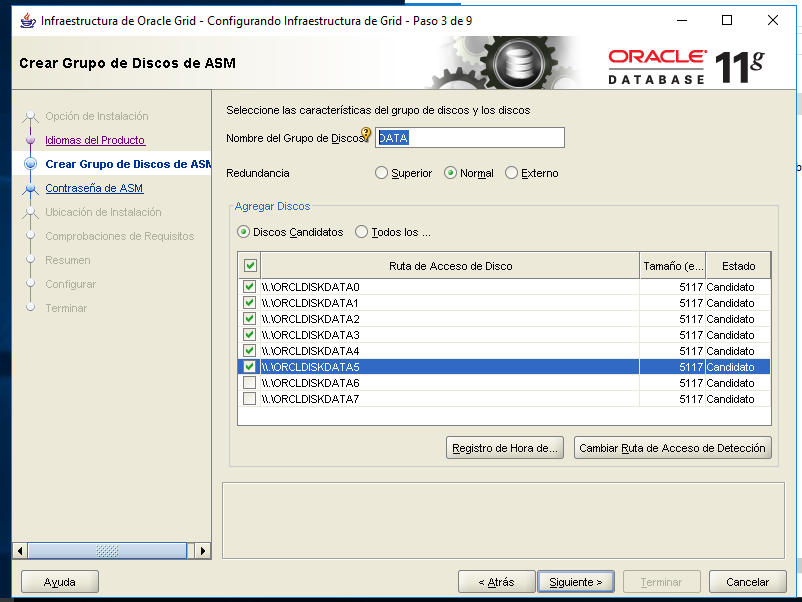 Infraestructura de Oracle Grid - Configurando Infraestructura de Grid - Paso 3 de 9
Crear Grupo de Discos de ASM
ORACLE
DATABASE 11g
Opción de Instalación
Idiomas del Producto
Crear Grupo de Discos de ASM
Contraseña de ASM
Ubicación de Instalación
Comprobaciones de Requisitos
Resumen
Configurar
Terminar
Seleccione las características del grupo de discos y los discos
Nombre del Grupo de Discos DATA
Redundancia Superior Normal Externo
Agregar Discos
Discos Candidatos Todos los ...
Ruta de Acceso de Disco Tamaño (e... Estado
\\.\ORCLDISKDATA0 5117 Candidato
\\.\ORCLDISKDATA1 5117 Candidato
\\.\ORCLDISKDATA2 5117 Candidato
\\.\ORCLDISKDATA3 5117 Candidato
\\.\ORCLDISKDATA4 5117 Candidato
\\.\ORCLDISKDATA5 5117 Candidato
\\.\ORCLDISKDATA6 5117 Candidato
\\.\ORCLDISKDATA7 5117 Candidato
Registro de Hora de... Cambiar Ruta de Acceso de Detección
Ayuda < Atrás Siguiente > Terminar Cancelar